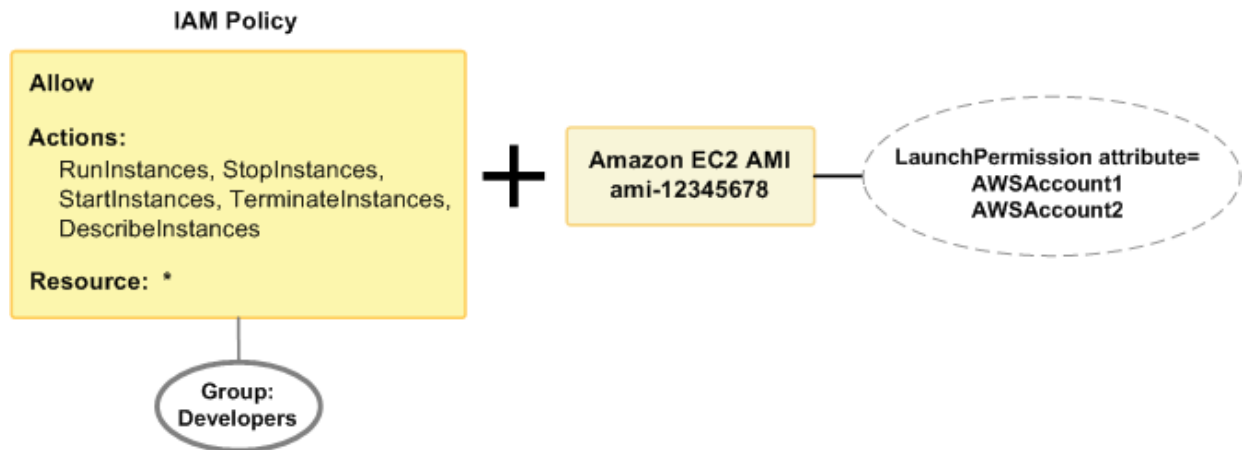 IAM Policy
Allow
Actions:
RunInstances, StopInstances,
StartInstances, TerminateInstances,
DescribeInstances
Resource: *
Group:
Developers
Amazon EC2 AMI
ami-12345678
LaunchPermission attribute=
AWSAccount1
AWSAccount2